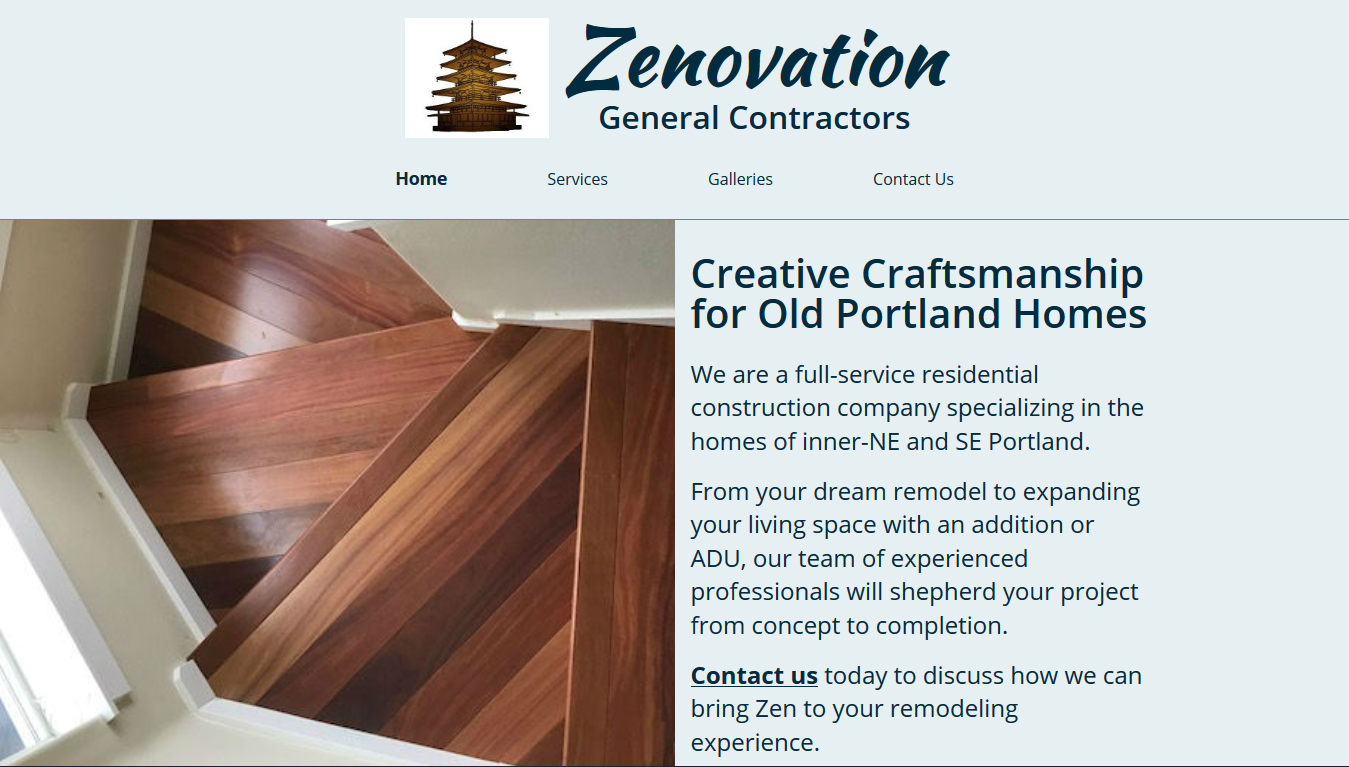 Zenovation
General Contractors
Home Services Galleries Contact Us
Creative Craftsmanship
for Old Portland Homes
We are a full-service residential
construction company specializing in the
homes of inner-NE and SE Portland.
From your dream remodel to expanding
your living space with an addition or
ADU, our team of experienced
professionals will shepherd your project
from concept to completion.
Contact us today to discuss how we can
bring Zen to your remodeling
experience.